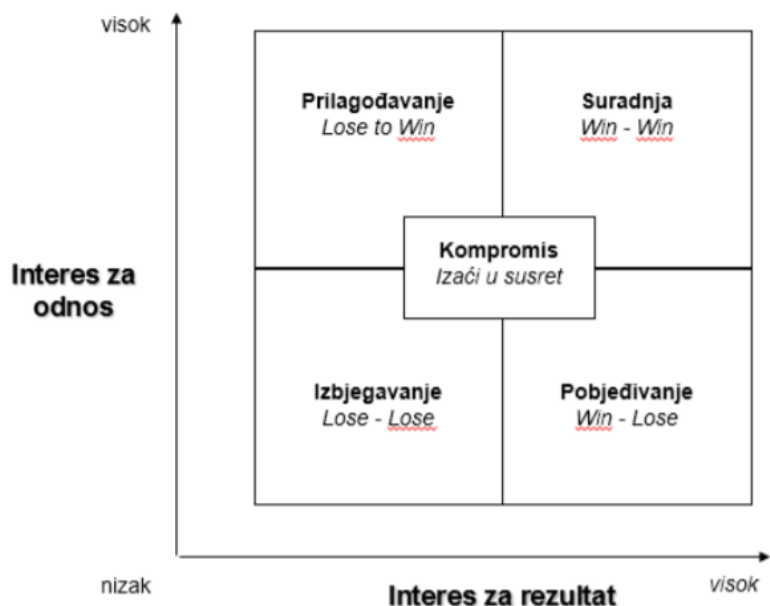 visok
Prilagođavanje
Lose to Win
Suradnja
Win - Win
Kompromis
Izaći u susret
Interes za
odnos
Izbjegavanje
Lose - Lose
Pobjeđivanje
Win - Lose
nizak
Interes za rezultat
visok